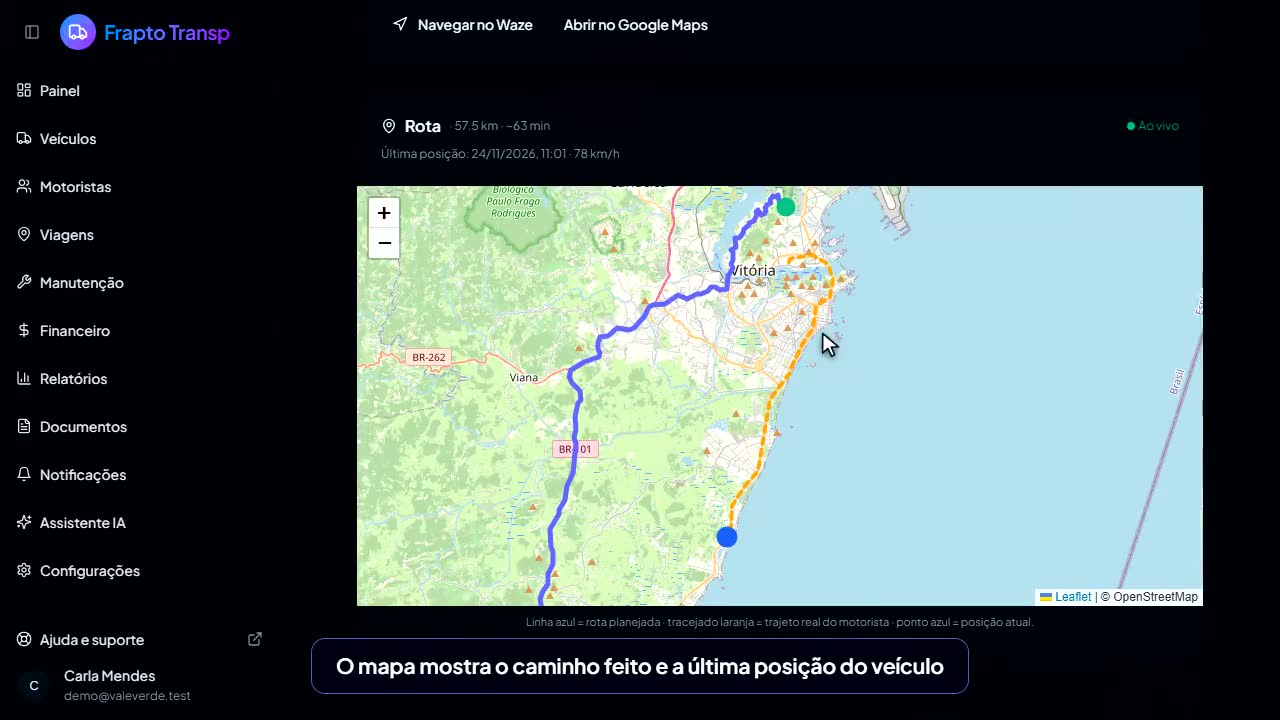 Frapto Transp
Painel
Veículos
Motoristas
Viagens
Manutenção
Financeiro
Relatórios
Documentos
Notificações
Assistente IA
Configurações
Ajuda e suporte
C
Carla Mendes
demo@valeverde.test
Navegar no Waze
Abrir no Google Maps
Rota · 57.5 km · ~63 min
Ao vivo
Última posição: 24/11/2026, 11:01 · 78 km/h
+
−
Biológica
Paulo Fraga
Rodrigues
Vitória
BR-262
Viana
BR-101
Brasil
Leaflet | © OpenStreetMap
Linha azul = rota planejada · tracejado laranja = trajeto real do motorista · ponto azul = posição atual.
O mapa mostra o caminho feito e a última posição do veículo